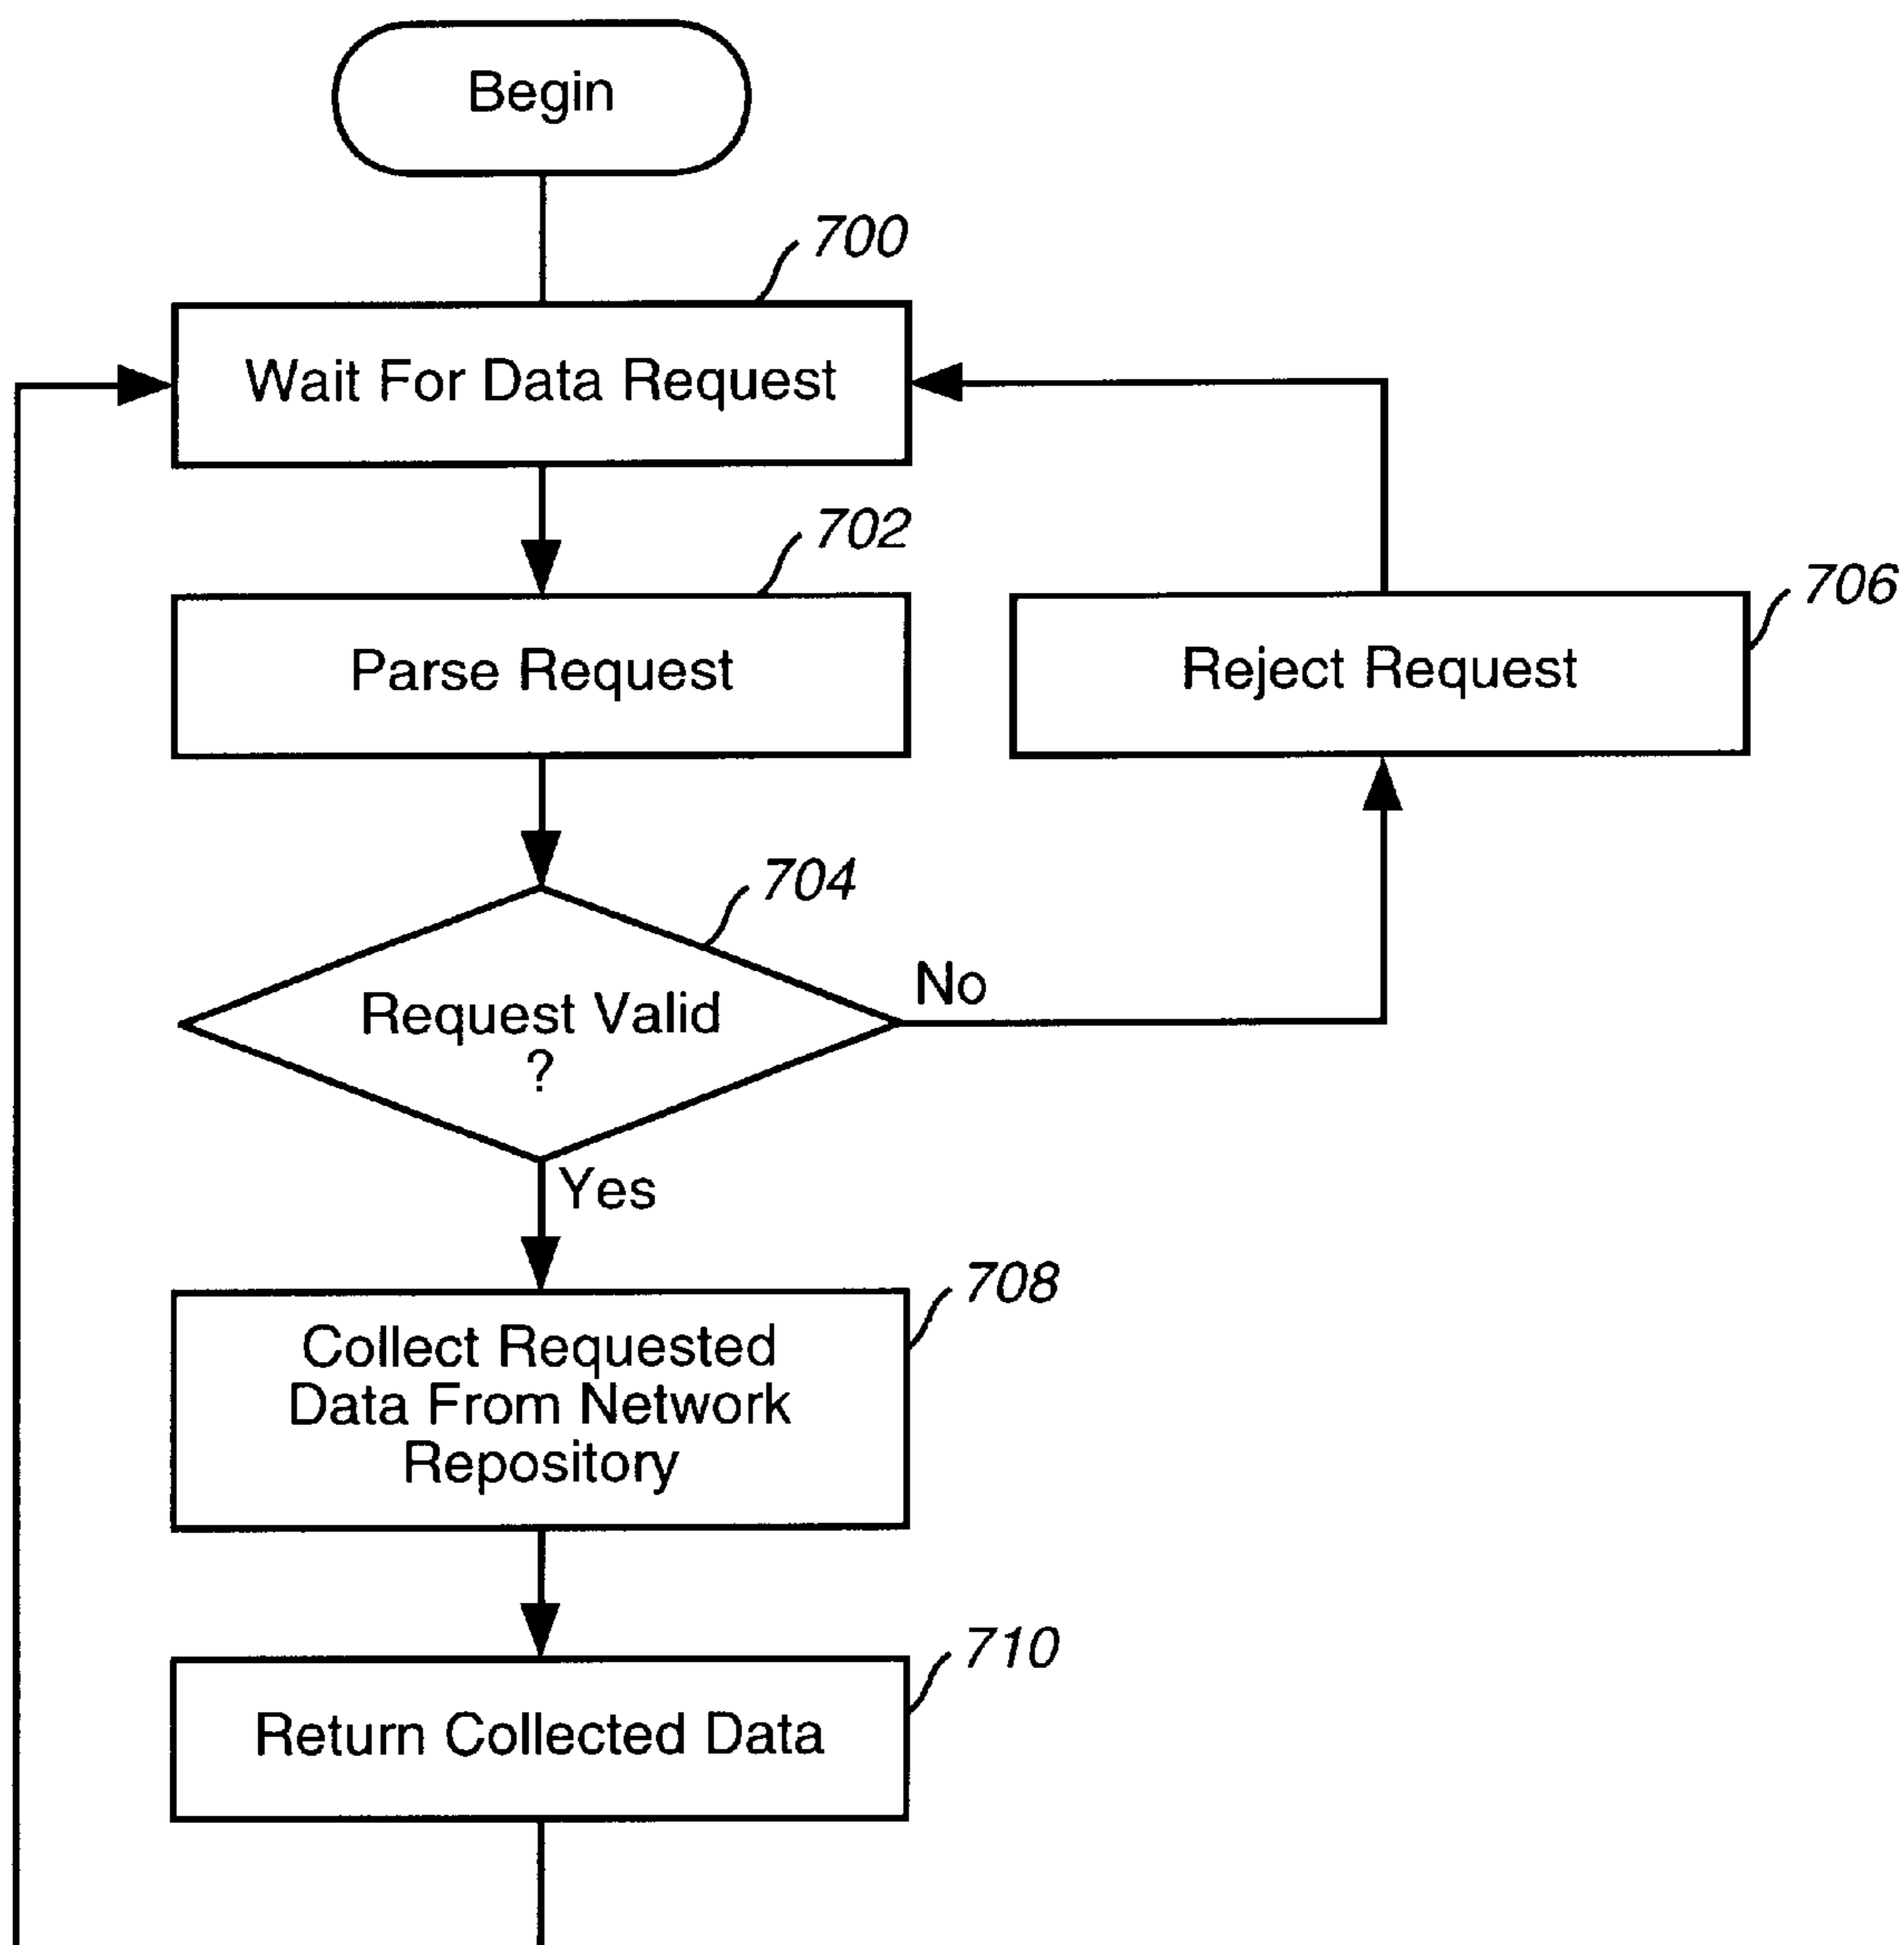 Begin
700
Wait For Data Request
702
Parse Request
706
Reject Request
704
Request Valid
?
No
Yes
708
Collect Requested
Data From Network
Repository
710
Return Collected Data